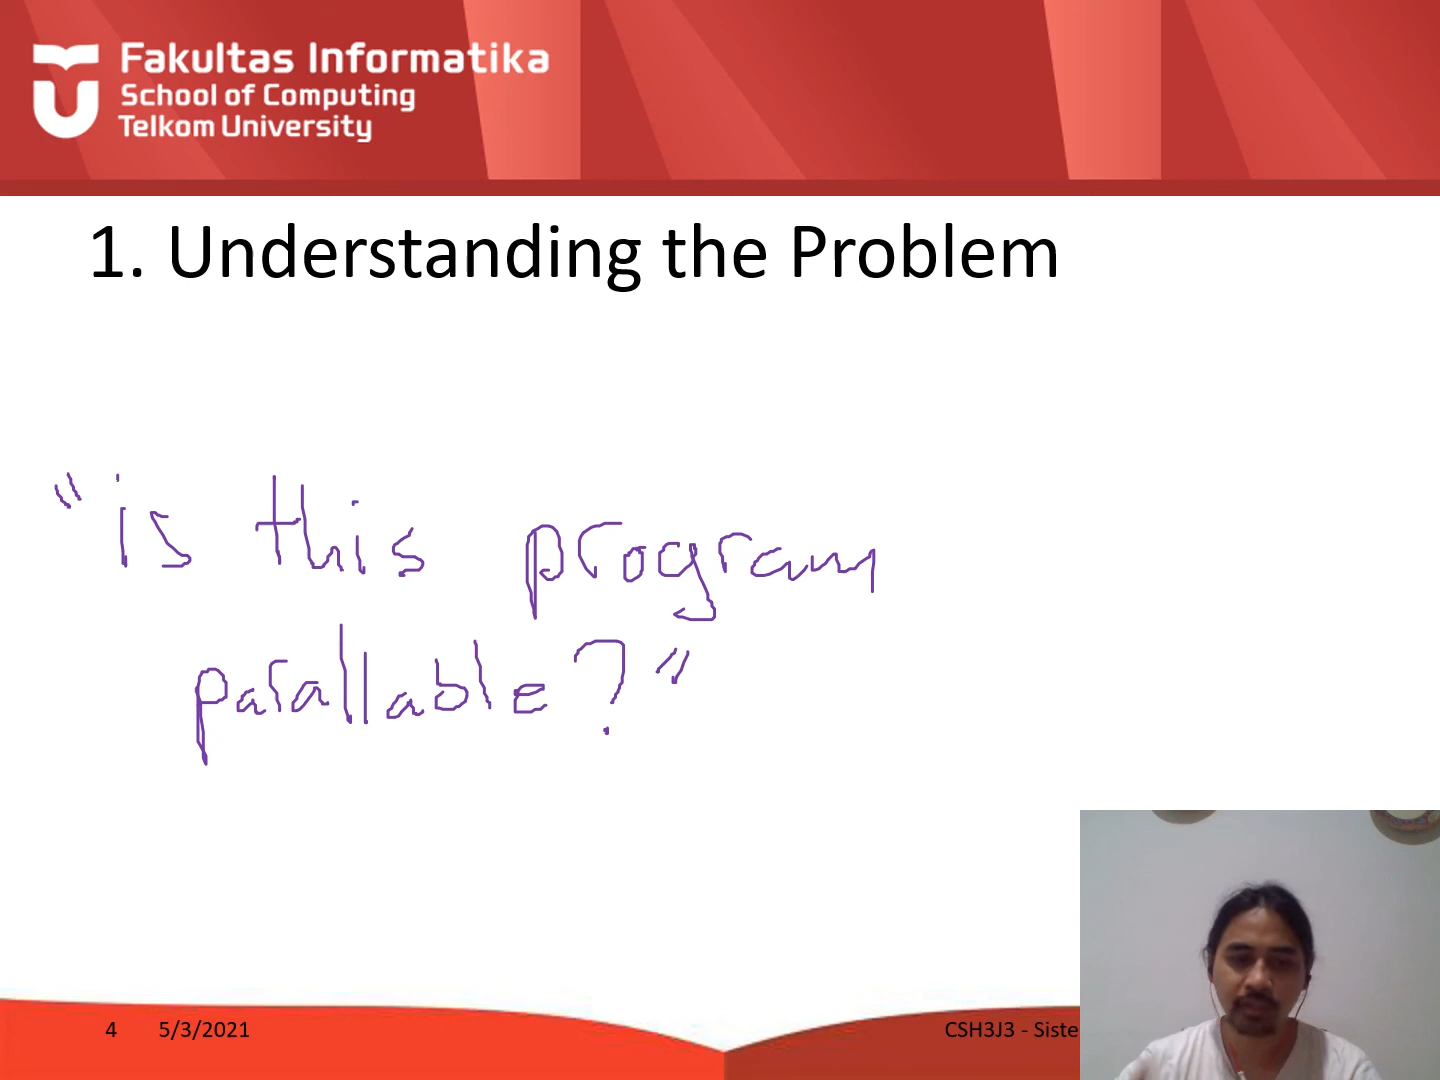 Fakultas Informatika
School of Computing
Telkom University
1. Understanding the Problem
"is this program
parallable?"
4 5/3/2021 CSH3J3 - Siste